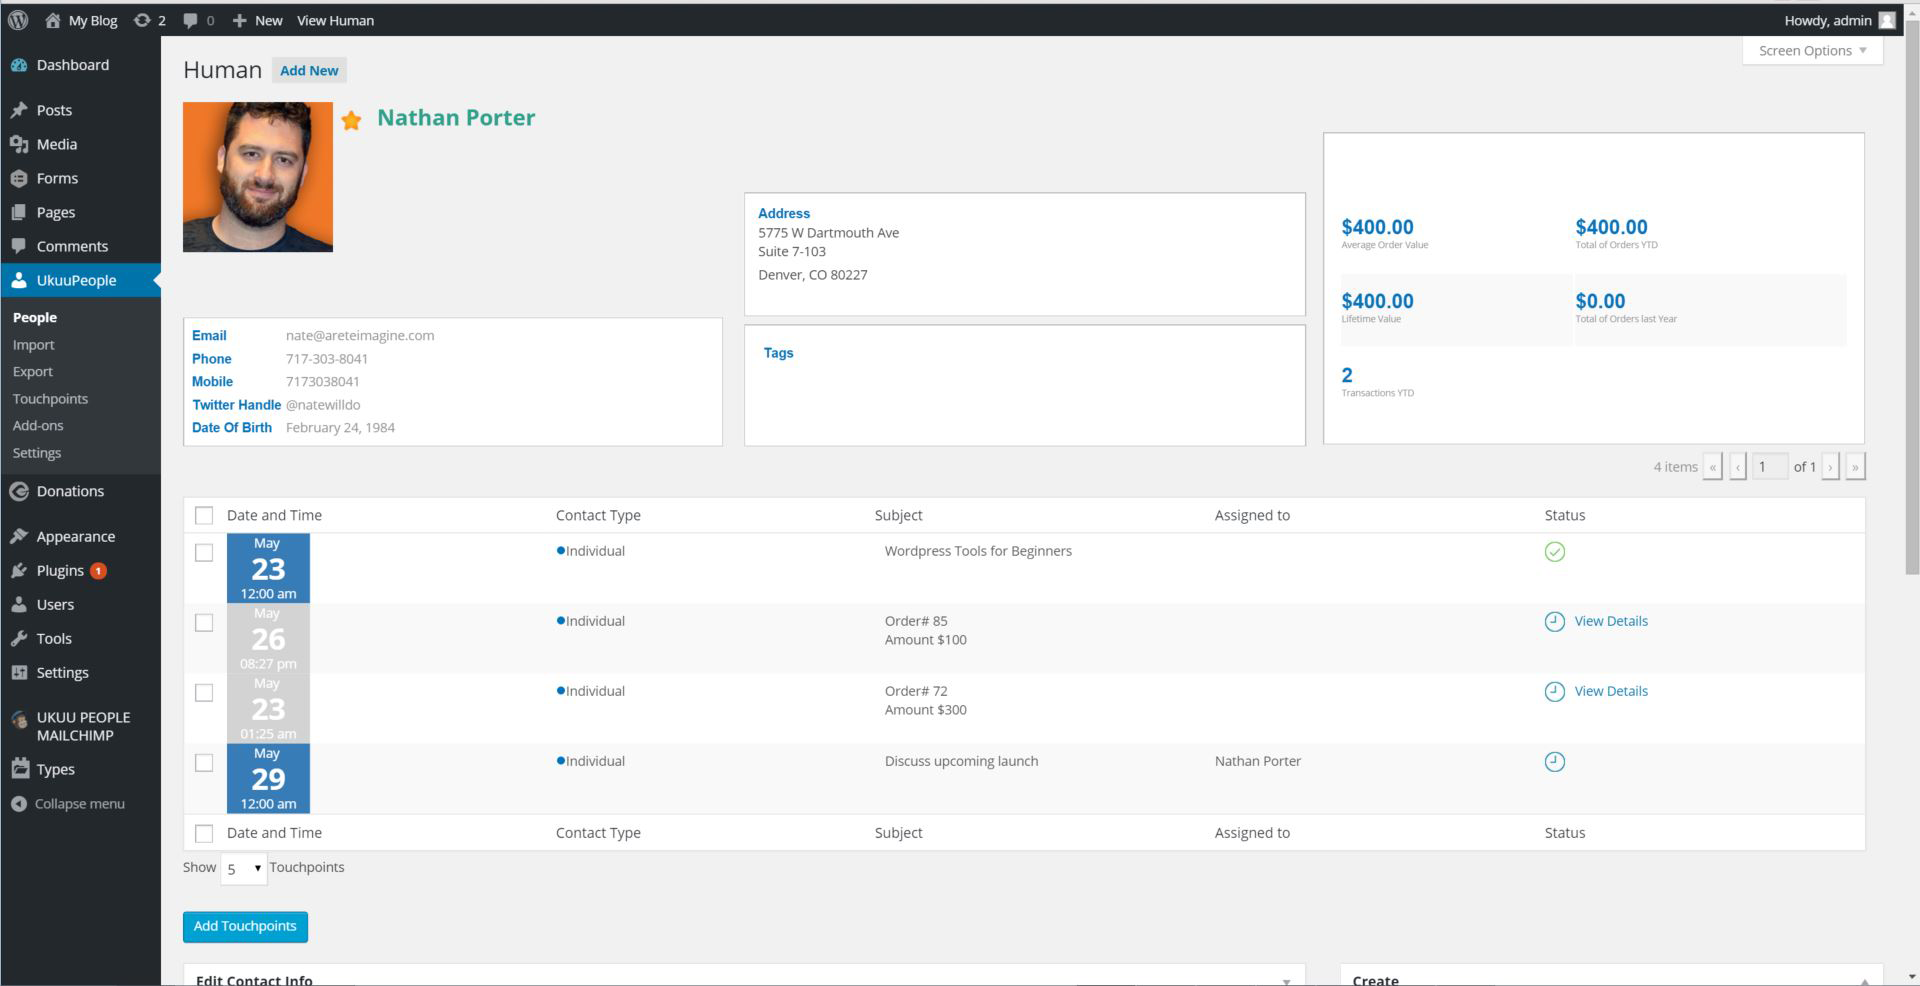 My Blog 2 0 New View Human Howdy, admin
Screen Options
Dashboard
Posts
Media
Forms
Pages
Comments
UkuuPeople
People
Import
Export
Touchpoints
Add-ons
Settings
Donations
Appearance
Plugins 1
Users
Tools
Settings
UKUU PEOPLE
MAILCHIMP
Types
Collapse menu
Human Add New
Nathan Porter
Email nate@areteimagine.com
Phone 717-303-8041
Mobile 7173038041
Twitter Handle @natewilldo
Date Of Birth February 24, 1984
Address
5775 W Dartmouth Ave
Suite 7-103
Denver, CO 80227
Tags
$400.00 $400.00
Average Order Value Total of Orders YTD
$400.00 $0.00
Lifetime Value Total of Orders last Year
2
Transactions YTD
4 items « ‹ 1 of 1 › »
Date and Time Contact Type Subject Assigned to Status
May
23
12:00 am
Individual Wordpress Tools for Beginners
May
26
08:27 pm
Individual Order# 85 View Details
Amount $100
May
23
01:25 am
Individual Order# 72 View Details
Amount $300
May
29
12:00 am
Individual Discuss upcoming launch Nathan Porter
Date and Time Contact Type Subject Assigned to Status
Show 5 Touchpoints
Add Touchpoints
Edit Contact Info Create